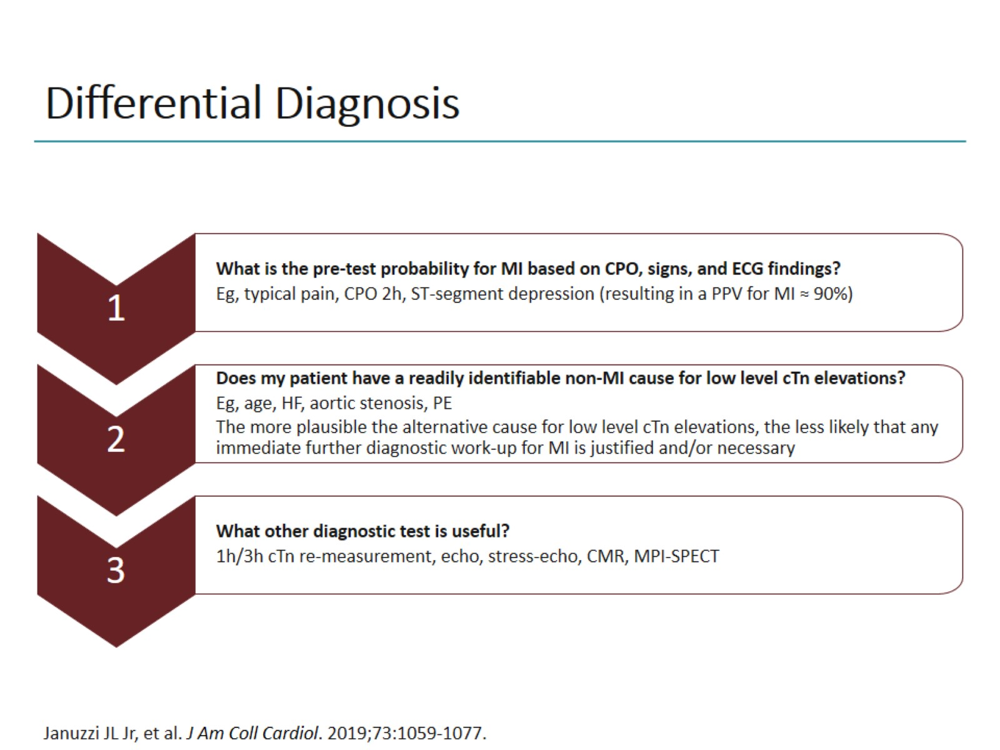 Differential Diagnosis
1
What is the pre-test probability for MI based on CPO, signs, and ECG findings?
Eg, typical pain, CPO 2h, ST-segment depression (resulting in a PPV for MI ≈ 90%)
2
Does my patient have a readily identifiable non-MI cause for low level cTn elevations?
Eg, age, HF, aortic stenosis, PE
The more plausible the alternative cause for low level cTn elevations, the less likely that any
immediate further diagnostic work-up for MI is justified and/or necessary
3
What other diagnostic test is useful?
1h/3h cTn re-measurement, echo, stress-echo, CMR, MPI-SPECT
Januzzi JL Jr, et al. J Am Coll Cardiol. 2019;73:1059-1077.